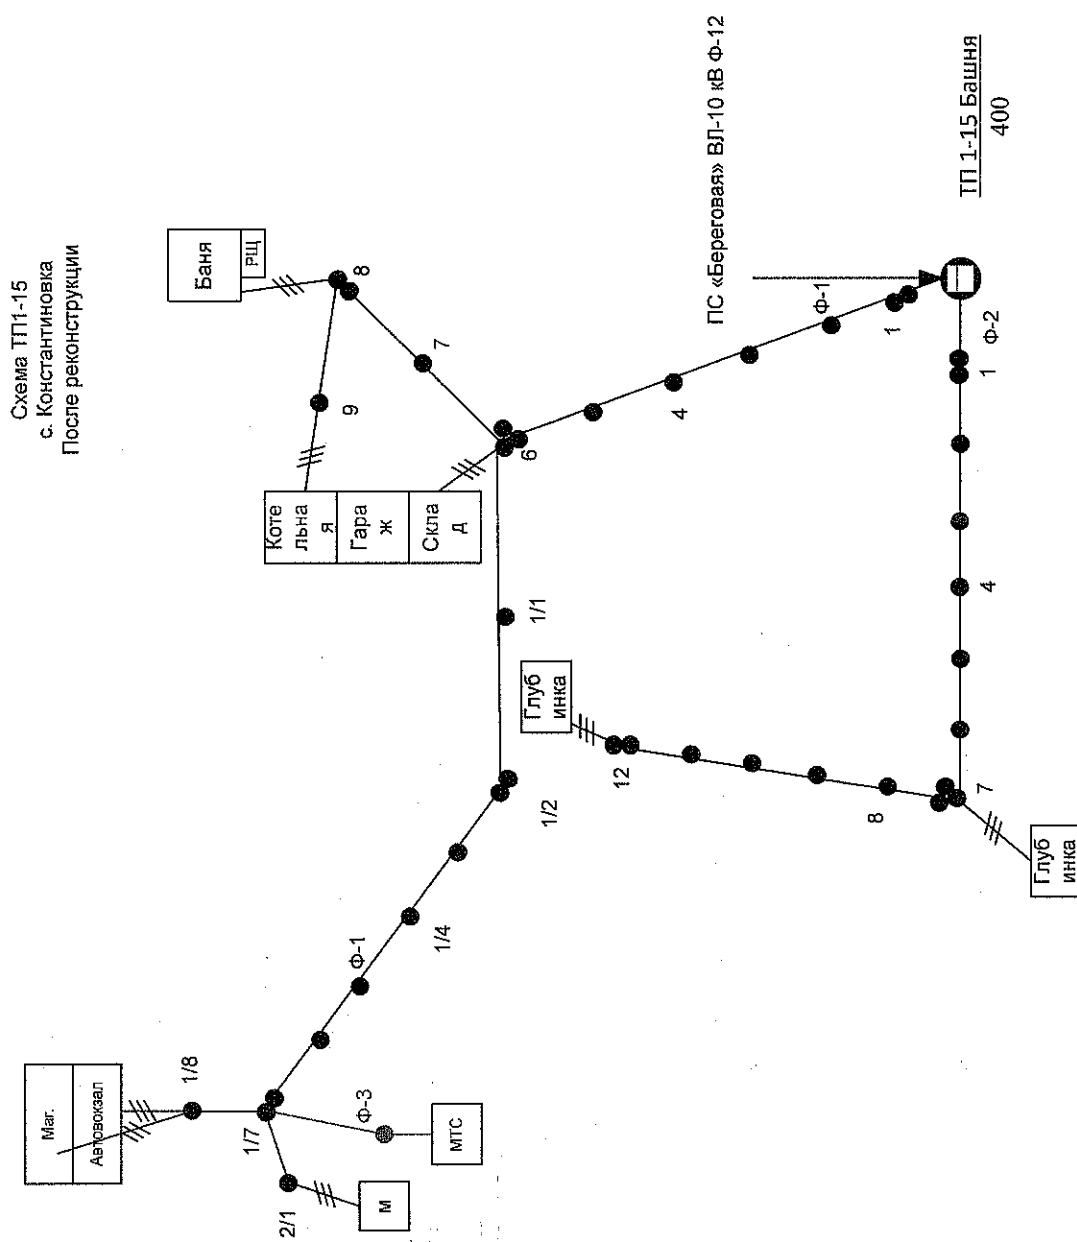 Схема ТП1-15
с. Константиновка
После реконструкции
Баня
РЩ
8
7
9
Коте
льна
я
Гара
ж
Скла
д
6
ПС «Береговая» ВЛ-10 кВ Ф-12
ТП 1-15 Башня
400
Ф-1
1
4
Ф-2
1
4
7
8
12
Глуб
инка
Глуб
инка
1/1
1/2
1/4
Ф-1
1/7
1/8
Маг.
Автовокзал
Ф-3
МТС
2/1
М